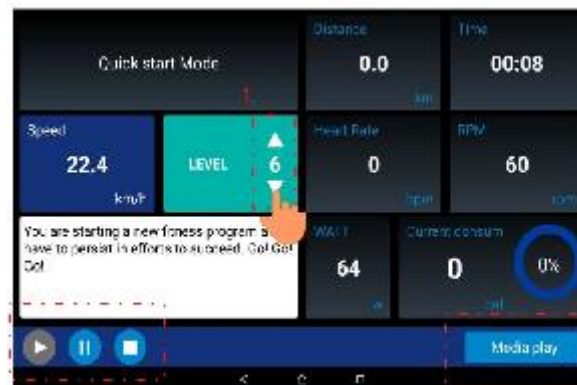 Quick start Mode
1
Distance
0.0
km
Time
00:08
Speed
22.4
km/h
LEVEL
6
Heart Rate
0
bpm
RPM
60
rpm
You are starting a new fitness program a
have to persist in efforts to succeed. Go! Go!
Go!
WATT
64
w
Current consum
0
cal
0%
Media play